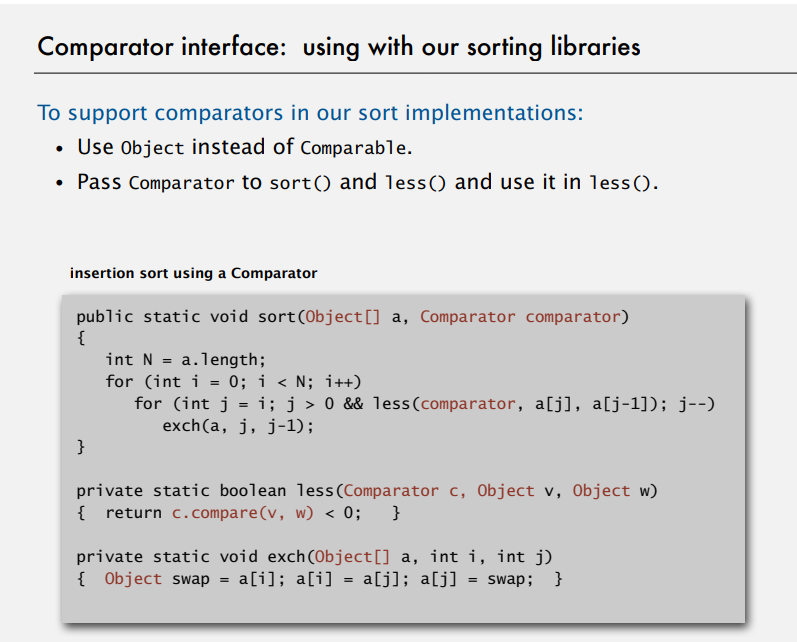 Comparator interface: using with our sorting libraries
To support comparators in our sort implementations:
• Use Object instead of Comparable.
• Pass Comparator to sort() and less() and use it in less().
insertion sort using a Comparator
public static void sort(Object[] a, Comparator comparator)
{
   int N = a.length;
   for (int i = 0; i < N; i++)
      for (int j = i; j > 0 && less(comparator, a[j], a[j-1]); j--)
         exch(a, j, j-1);
}
private static boolean less(Comparator c, Object v, Object w)
{  return c.compare(v, w) < 0;   }
private static void exch(Object[] a, int i, int j)
{  Object swap = a[i]; a[i] = a[j]; a[j] = swap;  }